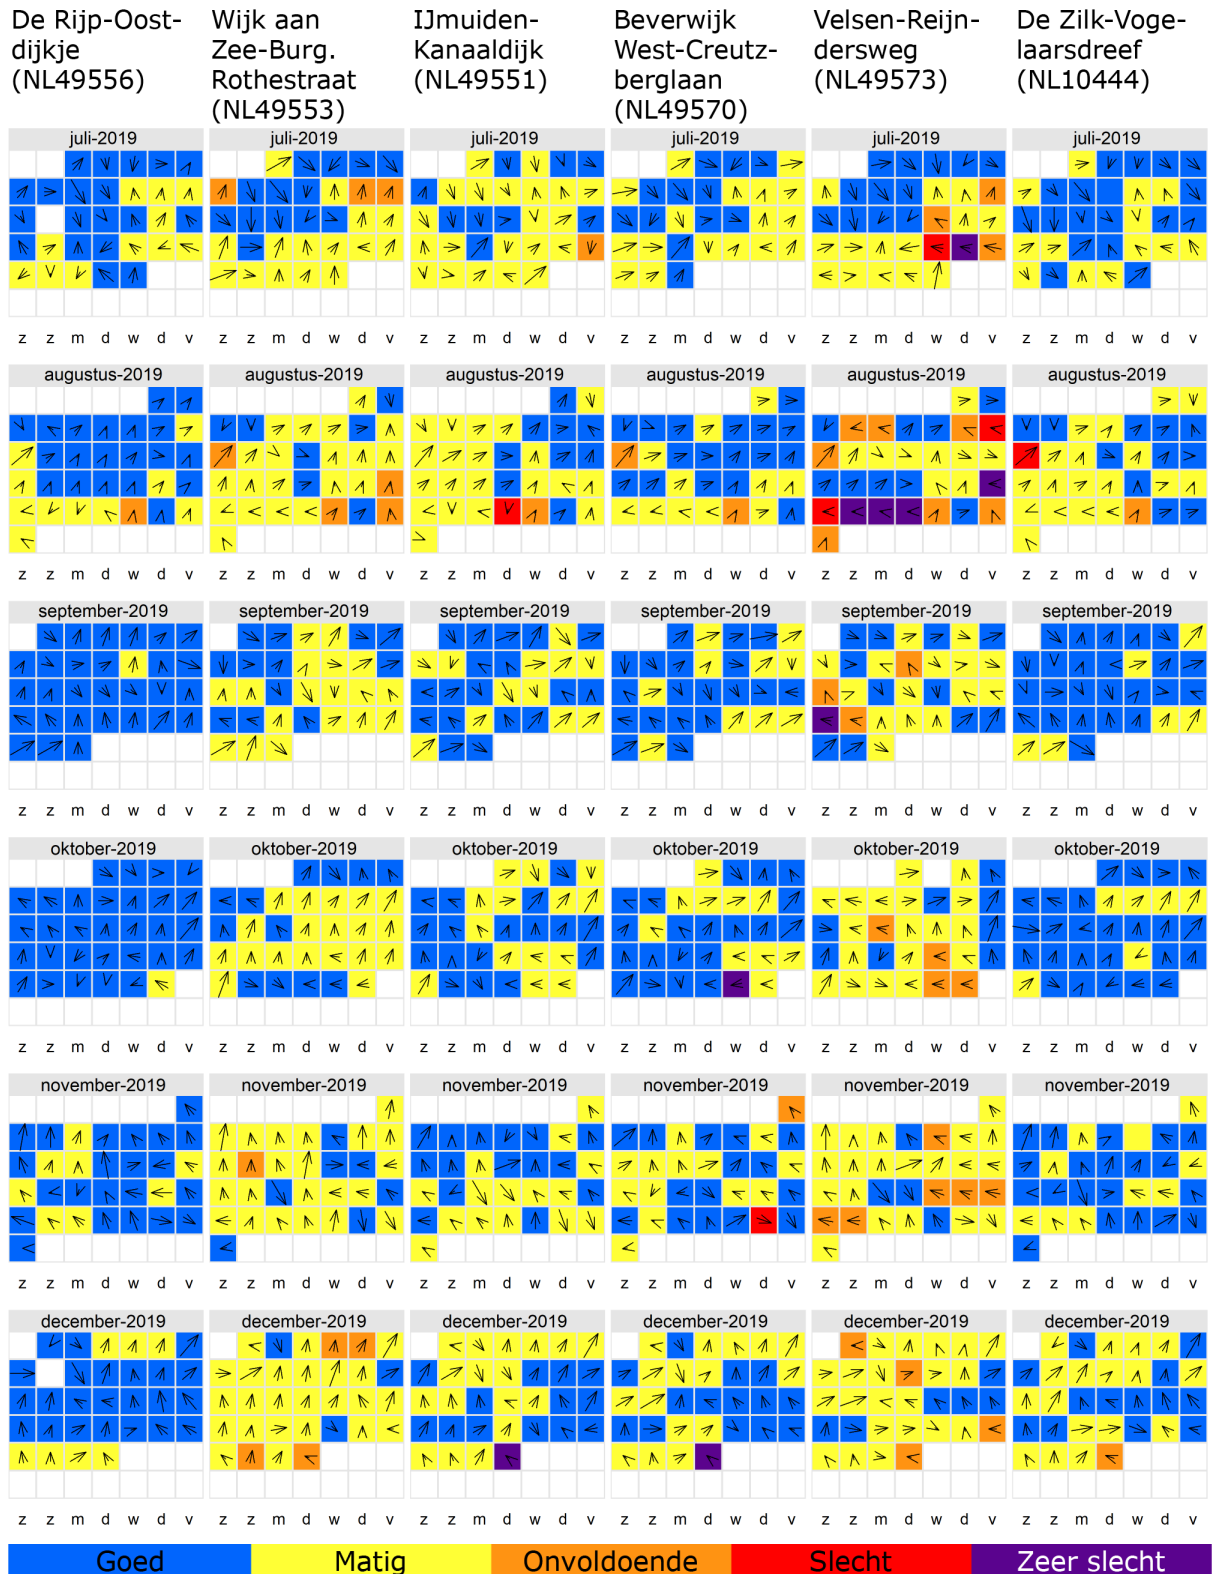 De Rijp-Oost-
dijkje
(NL49556)
Wijk aan
Zee-Burg.
Rothestraat
(NL49553)
IJmuiden-
Kanaaldijk
(NL49551)
Beverwijk
West-Creutz-
berglaan
(NL49570)
Velsen-Reijn-
dersweg
(NL49573)
De Zilk-Voge-
laarsdreef
(NL10444)
juli-2019 juli-2019 juli-2019 juli-2019 juli-2019 juli-2019
z z m d w d v z z m d w d v z z m d w d v z z m d w d v z z m d w d v z z m d w d v
augustus-2019 augustus-2019 augustus-2019 augustus-2019 augustus-2019 augustus-2019
z z m d w d v z z m d w d v z z m d w d v z z m d w d v z z m d w d v z z m d w d v
september-2019 september-2019 september-2019 september-2019 september-2019 september-2019
z z m d w d v z z m d w d v z z m d w d v z z m d w d v z z m d w d v z z m d w d v
oktober-2019 oktober-2019 oktober-2019 oktober-2019 oktober-2019 oktober-2019
z z m d w d v z z m d w d v z z m d w d v z z m d w d v z z m d w d v z z m d w d v
november-2019 november-2019 november-2019 november-2019 november-2019 november-2019
z z m d w d v z z m d w d v z z m d w d v z z m d w d v z z m d w d v z z m d w d v
december-2019 december-2019 december-2019 december-2019 december-2019 december-2019
z z m d w d v z z m d w d v z z m d w d v z z m d w d v z z m d w d v z z m d w d v
Goed Matig Onvoldoende Slecht Zeer slecht